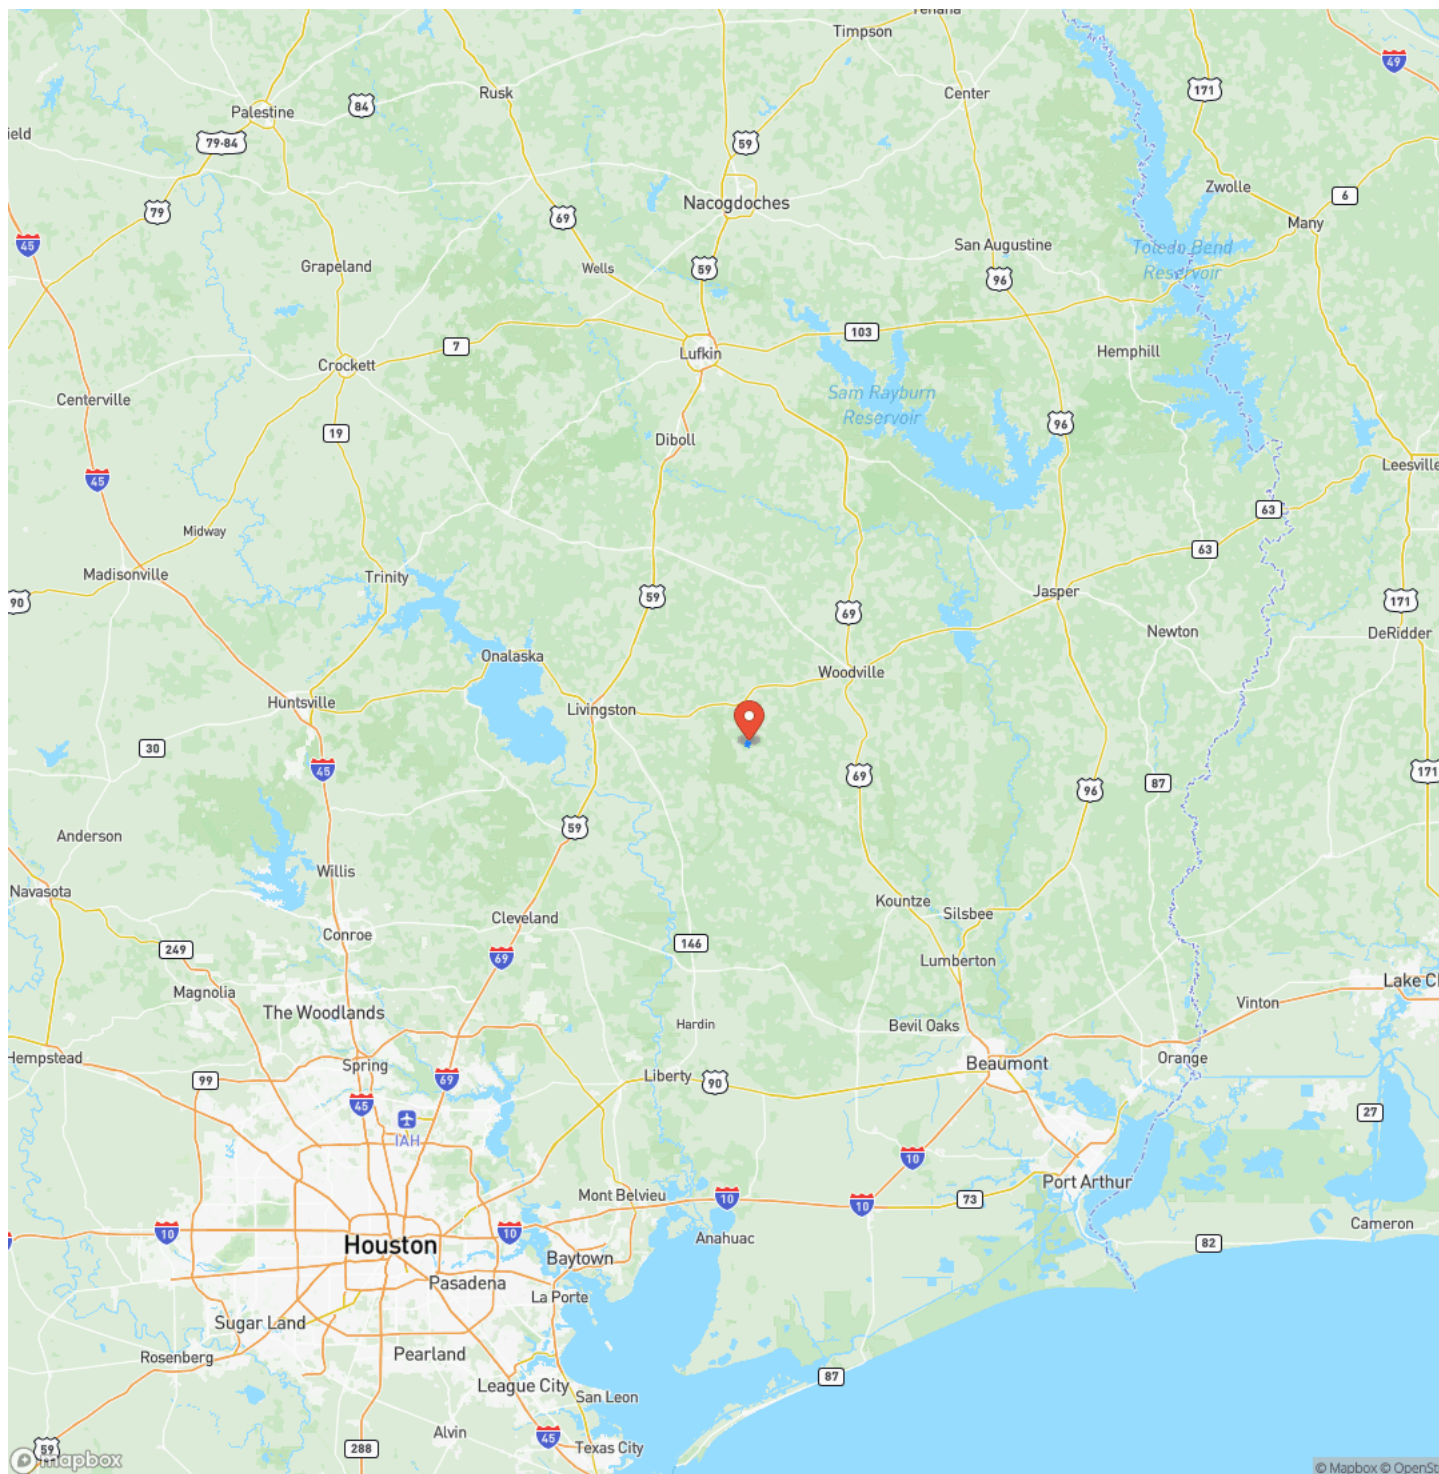 Tenaha
Timpson
49
171
84
Rusk
Center
Palestine
ield
79-84
59
Zwolle
6
79
Nacogdoches
69
Many
45
San Augustine
Toledo Bend
Reservoir
Grapeland
Wells
59
96
103
7
Lufkin
Hemphill
Crockett
Sam Rayburn
Reservoir
Centerville
96
19
Diboll
Leesville
45
63
Midway
63
Madisonville
Trinity
Jasper
59
90
69
171
Newton
DeRidder
Onalaska
Woodville
Huntsville
Livingston
30
45
69
171
87
96
59
Anderson
Willis
Navasota
Kountze
Silsbee
Cleveland
Conroe
249
146
69
Lumberton
Magnolia
Lake C
Vinton
The Woodlands
Hardin
Bevil Oaks
Hempstead
Spring
Beaumont
Orange
99
69
Liberty
90
45
27
IAH
10
Port Arthur
Mont Belvieu
10
73
10
Cameron
10
10
Anahuac
82
Houston
Baytown
Pasadena
La Porte
Sugar Land
Rosenberg
Pearland
87
League City
San Leon
Alvin
45
59
288
Texas City
mapbox
© Mapbox © OpenSt